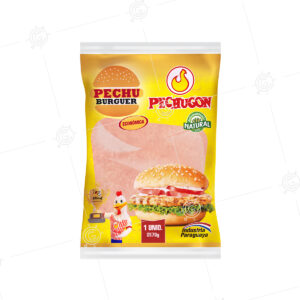 PECHU
BURGUER
PECHUGON
NATURAL
ECONÓMICA
1 UNID.
Industria
Paraguaya